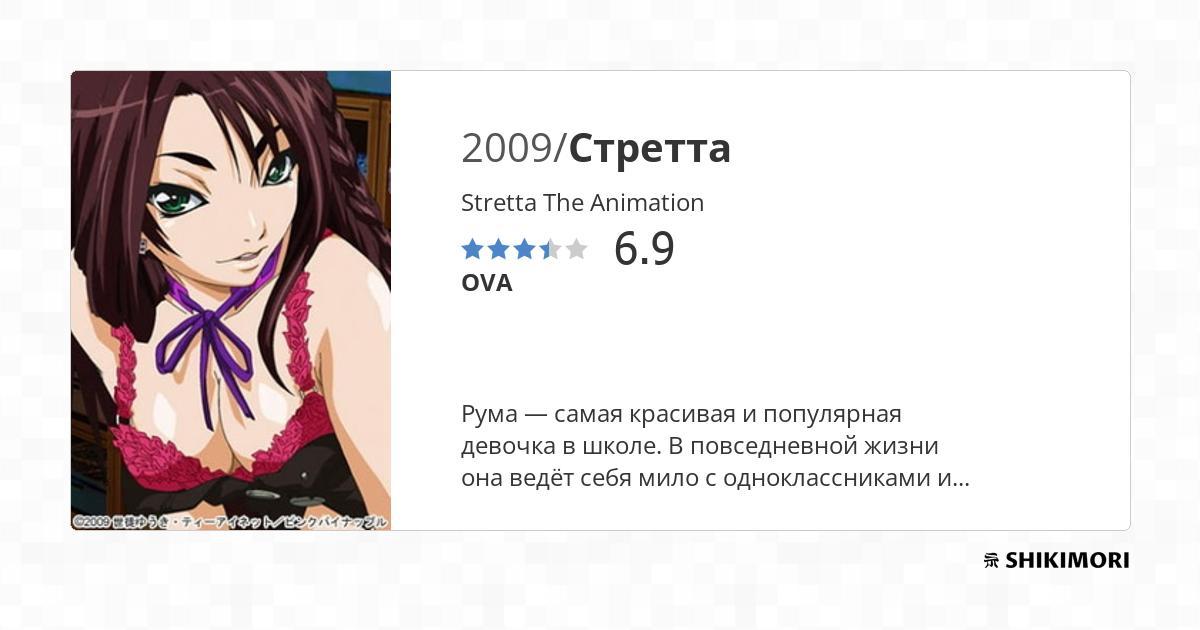 2009/Стретта
Stretta The Animation
6.9
OVA
Рума — самая красивая и популярная
девочка в школе. В повседневной жизни
она ведёт себя мило с одноклассниками и...
©2009 ゆうき・ティーアイネット/ピンクパイナップル
SHIKIMORI